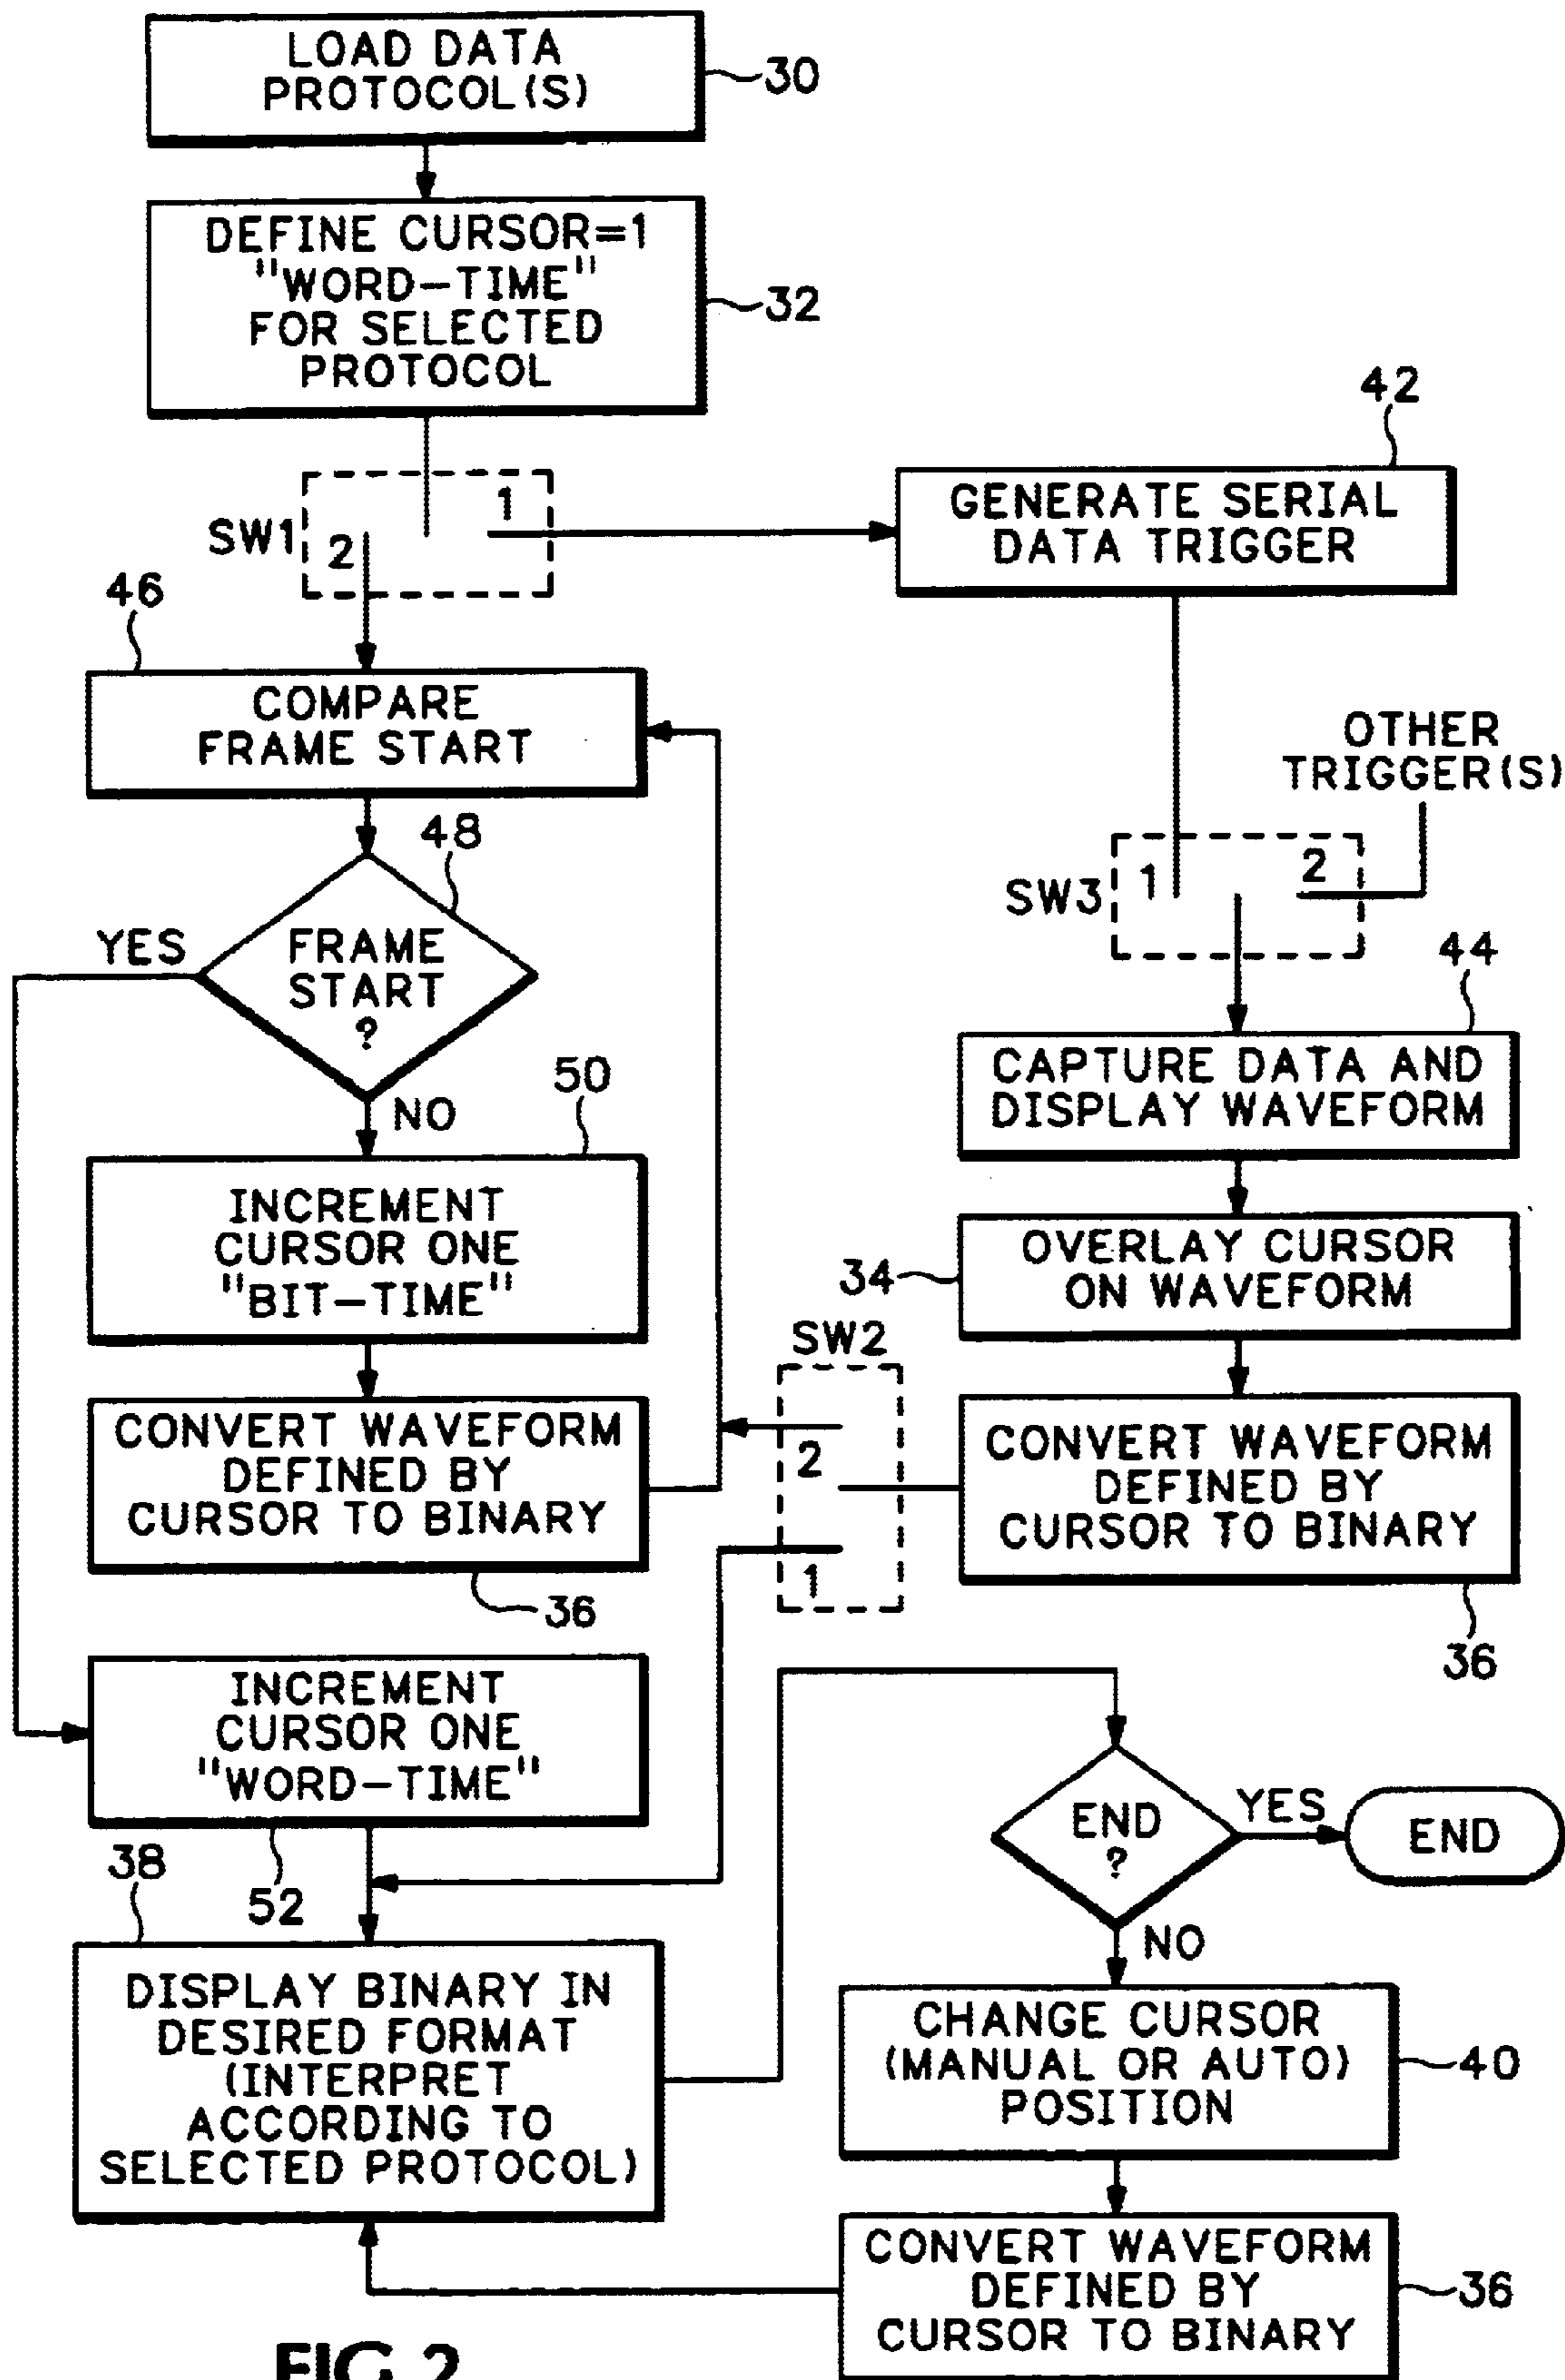 LOAD DATA
PROTOCOL(S)
30
DEFINE CURSOR=1
"WORD-TIME"
FOR SELECTED
PROTOCOL
32
SW1
1
2
42
GENERATE SERIAL
DATA TRIGGER
46
COMPARE
FRAME START
OTHER
TRIGGER(S)
48
SW3
1
2
YES
FRAME
START
?
NO
44
CAPTURE DATA AND
DISPLAY WAVEFORM
50
INCREMENT
CURSOR ONE
"BIT-TIME"
34
OVERLAY CURSOR
ON WAVEFORM
SW2
2
1
CONVERT WAVEFORM
DEFINED BY
CURSOR TO BINARY
36
CONVERT WAVEFORM
DEFINED BY
CURSOR TO BINARY
36
INCREMENT
CURSOR ONE
"WORD-TIME"
52
END
?
YES
END
NO
38
DISPLAY BINARY IN
DESIRED FORMAT
(INTERPRET
ACCORDING TO
SELECTED PROTOCOL)
CHANGE CURSOR
(MANUAL OR AUTO)
POSITION
40
CONVERT WAVEFORM
DEFINED BY
CURSOR TO BINARY
36
FIG. 2